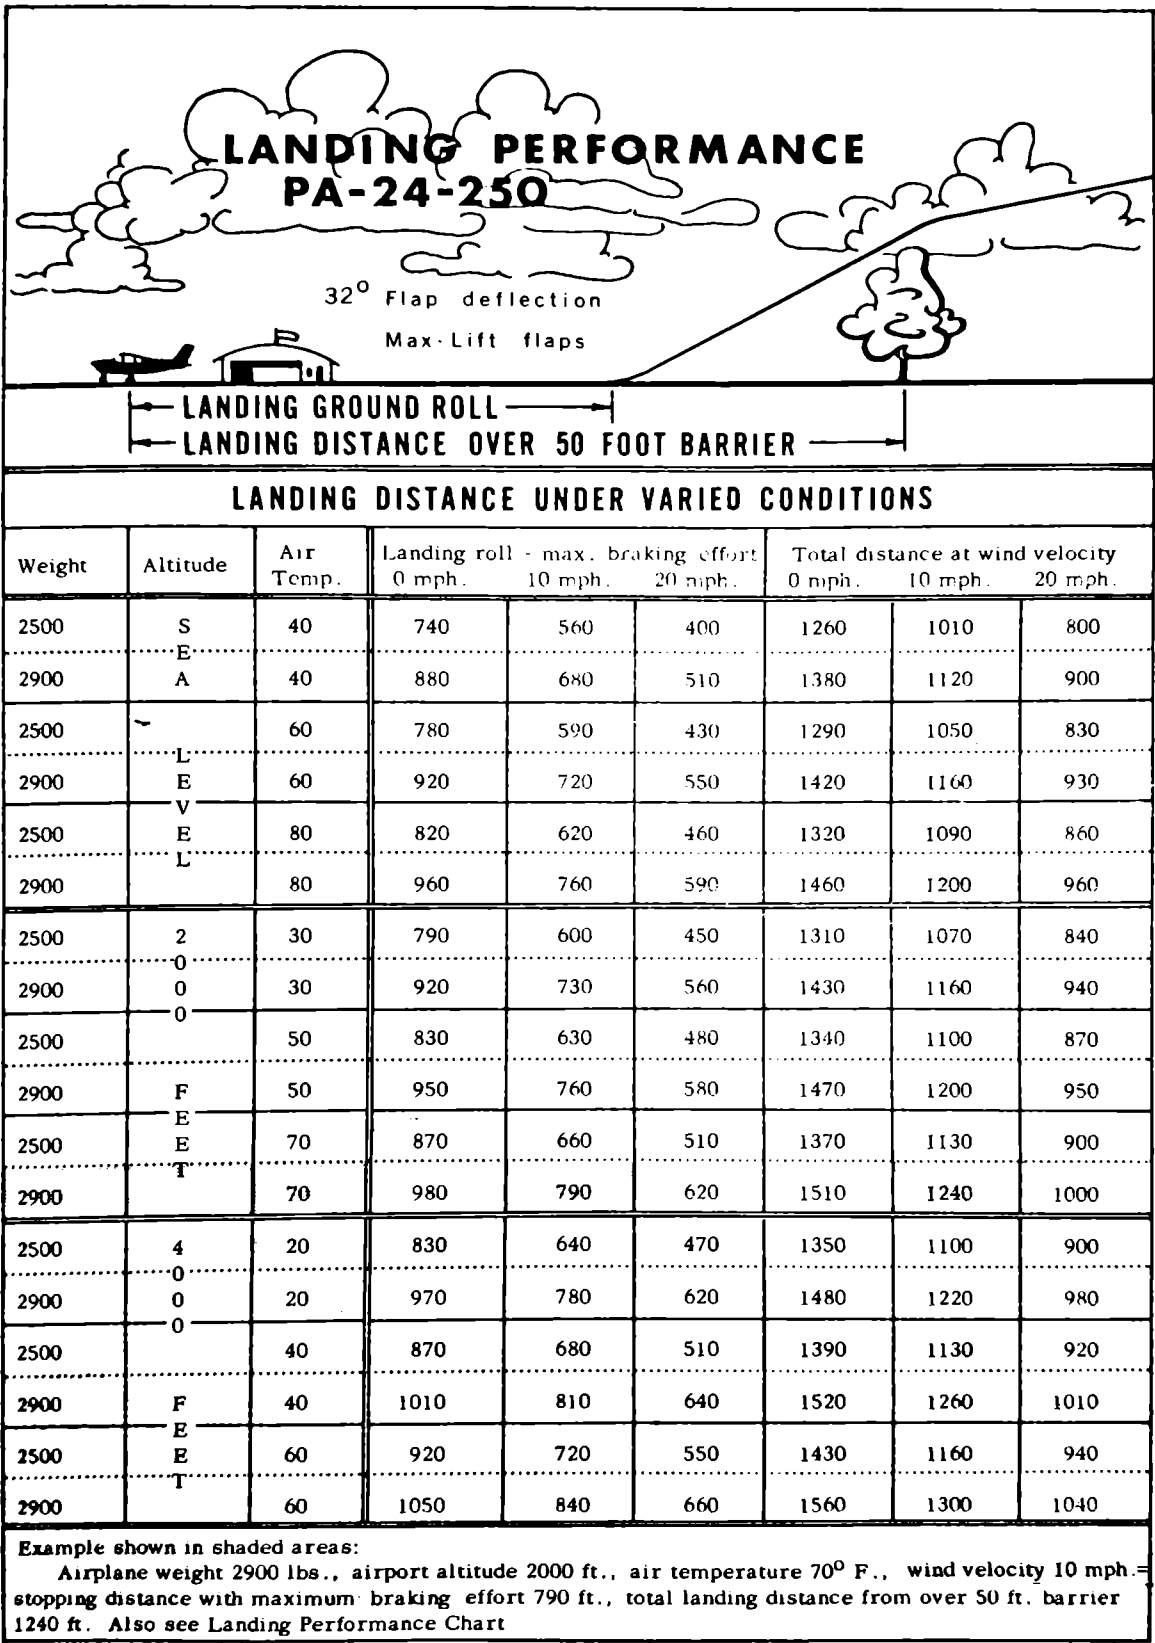 LANDING PERFORMANCE
PA-24-250
32° Flap deflection
Max-Lift flaps
LANDING GROUND ROLL
LANDING DISTANCE OVER 50 FOOT BARRIER
LANDING DISTANCE UNDER VARIED CONDITIONS
Weight Altitude Air Temp. Landing roll - max. braking effort Total distance at wind velocity
0 mph. 10 mph. 20 mph. 0 mph. 10 mph. 20 mph.
SEA LEVEL
2500 40 740 560 400 1260 1010 800
2900 40 880 680 510 1380 1120 900
2500 60 780 590 430 1290 1050 830
2900 60 920 720 550 1420 1160 930
2500 80 820 620 460 1320 1090 860
2900 80 960 760 590 1460 1200 960
2000 FEET
2500 30 790 600 450 1310 1070 840
2900 30 920 730 560 1430 1160 940
2500 50 830 630 480 1340 1100 870
2900 50 950 760 580 1470 1200 950
2500 70 870 660 510 1370 1130 900
2900 70 980 790 620 1510 1240 1000
4000 FEET
2500 20 830 640 470 1350 1100 900
2900 20 970 780 620 1480 1220 980
2500 40 870 680 510 1390 1130 920
2900 40 1010 810 640 1520 1260 1010
2500 60 920 720 550 1430 1160 940
2900 60 1050 840 660 1560 1300 1040
Example shown in shaded areas:
Airplane weight 2900 lbs., airport altitude 2000 ft., air temperature 70° F., wind velocity 10 mph.=
stopping distance with maximum braking effort 790 ft., total landing distance from over 50 ft. barrier
1240 ft. Also see Landing Performance Chart